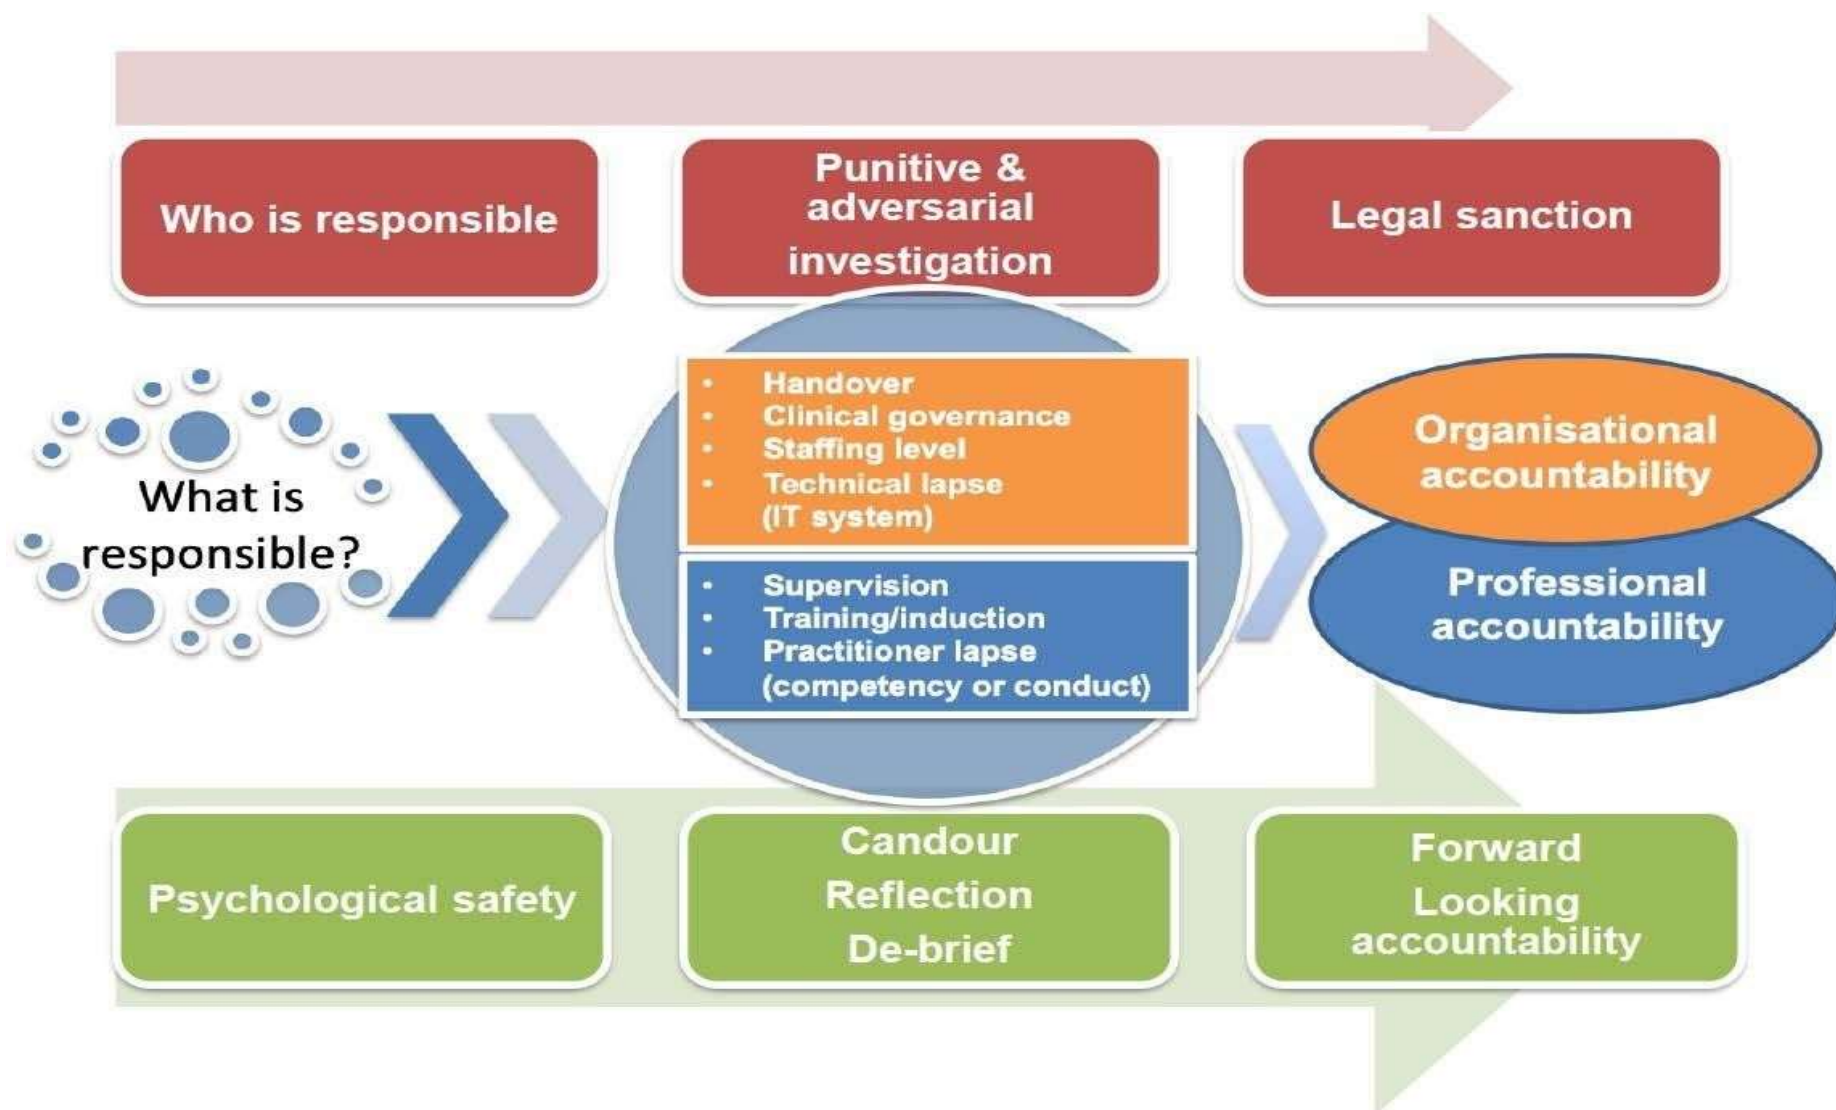 Who is responsible
Punitive &
adversarial
investigation
Legal sanction
What is
responsible?
• Handover
• Clinical governance
• Staffing level
• Technical lapse
(IT system)
• Supervision
• Training/induction
• Practitioner lapse
(competency or conduct)
Organisational
accountability
Professional
accountability
Psychological safety
Candour
Reflection
De-brief
Forward
Looking
accountability